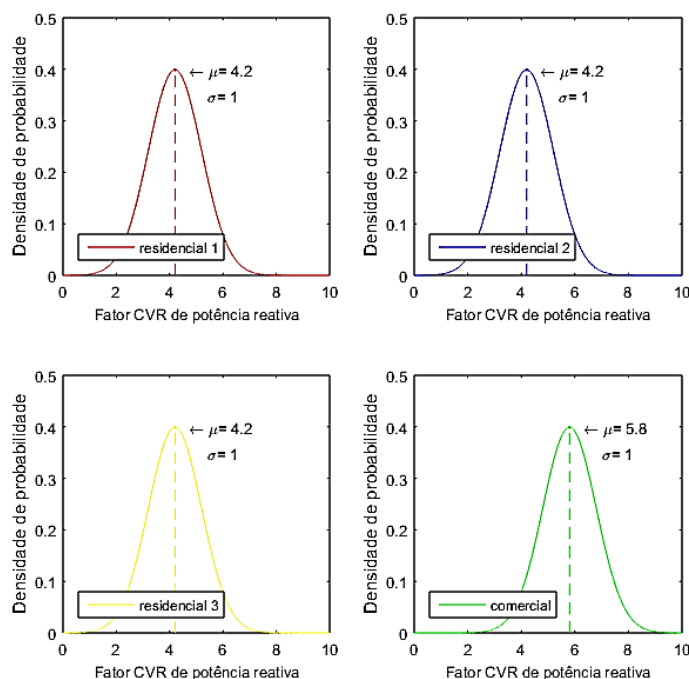 0.5
0.4
0.3
0.2
0.1
0
Densidade de probabilidade
← μ= 4.2
σ= 1
residencial 1
0 2 4 6 8 10
Fator CVR de potência reativa
0.5
0.4
0.3
0.2
0.1
0
Densidade de probabilidade
← μ= 4.2
σ= 1
residencial 2
0 2 4 6 8 10
Fator CVR de potência reativa
0.5
0.4
0.3
0.2
0.1
0
Densidade de probabilidade
← μ= 4.2
σ= 1
residencial 3
0 2 4 6 8 10
Fator CVR de potência reativa
0.5
0.4
0.3
0.2
0.1
0
Densidade de probabilidade
← μ= 5.8
σ= 1
comercial
0 2 4 6 8 10
Fator CVR de potência reativa